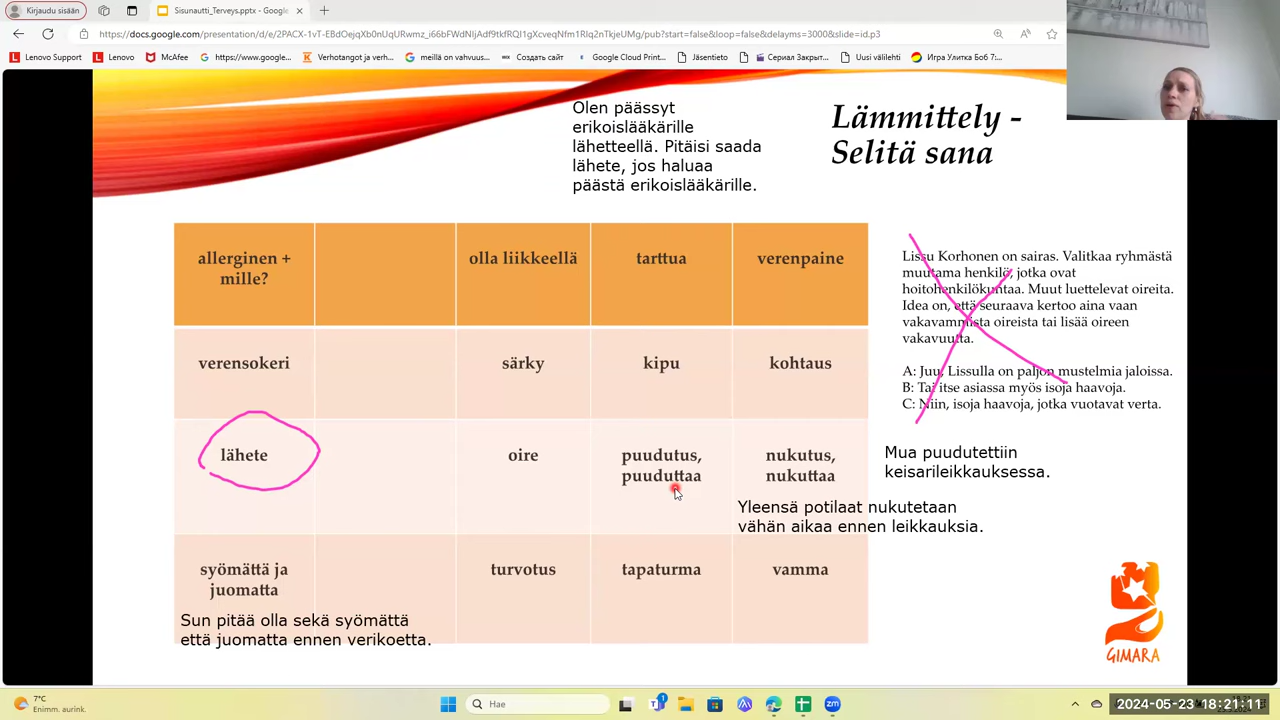 Kirjaudu sisään
Sisunautti_Terveys.pptx - Google
https://docs.google.com/presentation/d/e/2PACX-1vT-EBdOejqXb0nUqURwmz_i66bFWdNIjAdf9tkfRQJ1gXcveqNfm1Rlq2nTkjeUMg/pub?start=false&loop=false&delayms=3000&slide=id.p3
Lenovo Support
Lenovo
McAfee
https://www.google...
Verhotangot ja verh...
meillä on vahvuus...
Создать сайт
Google Cloud Print...
Jäsentieto
Сериал Закрыт...
Uusi välilehti
Игра Улитка Боб 7:...
Olen päässyt
erikoislääkärille
lähetteellä. Pitäisi saada
lähete, jos haluaa
päästä erikoislääkärille.
Lämmittely -
Selitä sana
allerginen +
mille?
olla liikkeellä
tarttua
verenpaine
verensokeri
särky
kipu
kohtaus
lähete
oire
puudutus,
puuduttaa
nukutus,
nukuttaa
syömättä ja
juomatta
turvotus
tapaturma
vamma
Sun pitää olla sekä syömättä
että juomatta ennen verikoetta.
Lissu Korhonen on sairas. Valitkaa ryhmästä
muutama henkilö, jotka ovat
hoitohenkilökuntaa. Muut luettelevat oireita.
Idea on, että seuraava kertoo aina vaan
vakavammista oireista tai lisää oireen
vakavuutta.
A: Juu, Lissulla on paljon mustelmia jaloissa.
B: Tai itse asiassa myös isoja haavoja.
C: Niin, isoja haavoja, jotka vuotavat verta.
Mua puudutettiin
keisarileikkauksessa.
Yleensä potilaat nukutetaan
vähän aikaa ennen leikkauksia.
GIMARA
7°C
Enimm. aurink.
Hae
2024-05-23 18:21:11